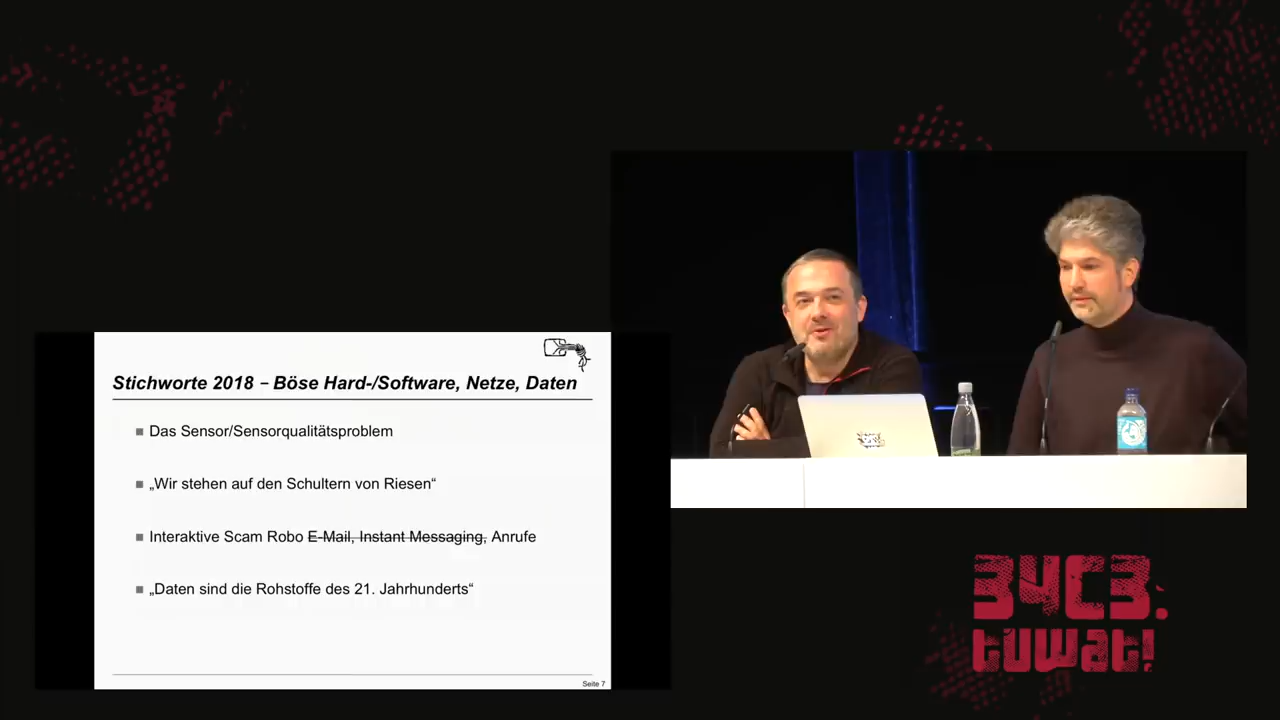 Stichworte 2018 – Böse Hard-/Software, Netze, Daten
Das Sensor/Sensorqualitätsproblem
„Wir stehen auf den Schultern von Riesen“
Interaktive Scam Robo E-Mail, Instant Messaging, Anrufe
„Daten sind die Rohstoffe des 21. Jahrhunderts“
Seite 7
34C3.
tuwat!